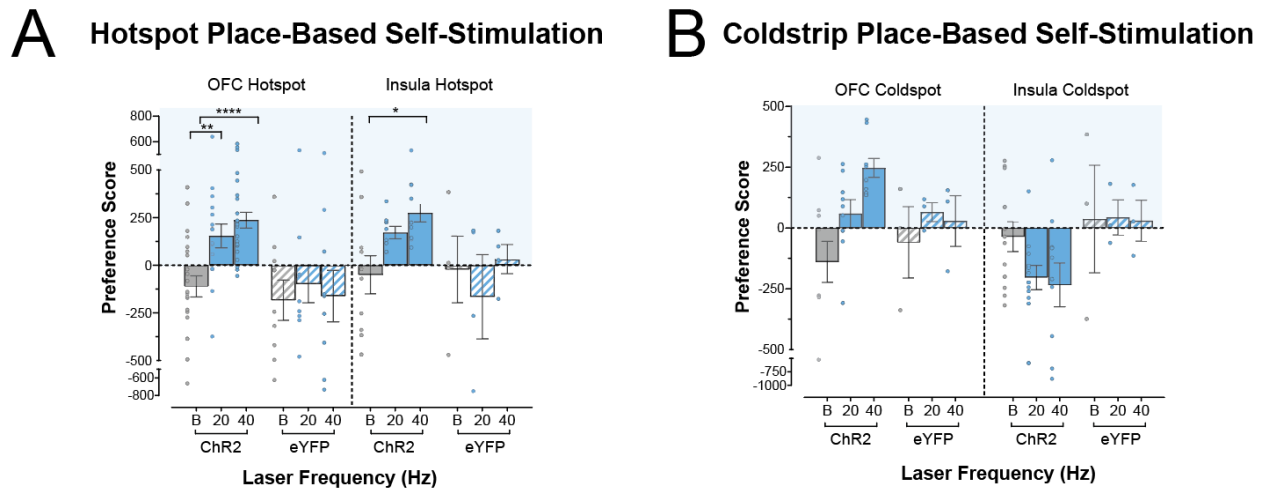 A Hotspot Place-Based Self-Stimulation
OFC Hotspot Insula Hotspot
**** *
**
800
600
500
250
0
-250
-500
-600
-800
Preference Score
B 20 40 B 20 40 B 20 40 B 20 40
ChR2 eYFP ChR2 eYFP
Laser Frequency (Hz)
B Coldstrip Place-Based Self-Stimulation
OFC Coldspot Insula Coldspot
500
250
0
-250
-500
-750
-1000
Preference Score
B 20 40 B 20 40 B 20 40 B 20 40
ChR2 eYFP ChR2 eYFP
Laser Frequency (Hz)